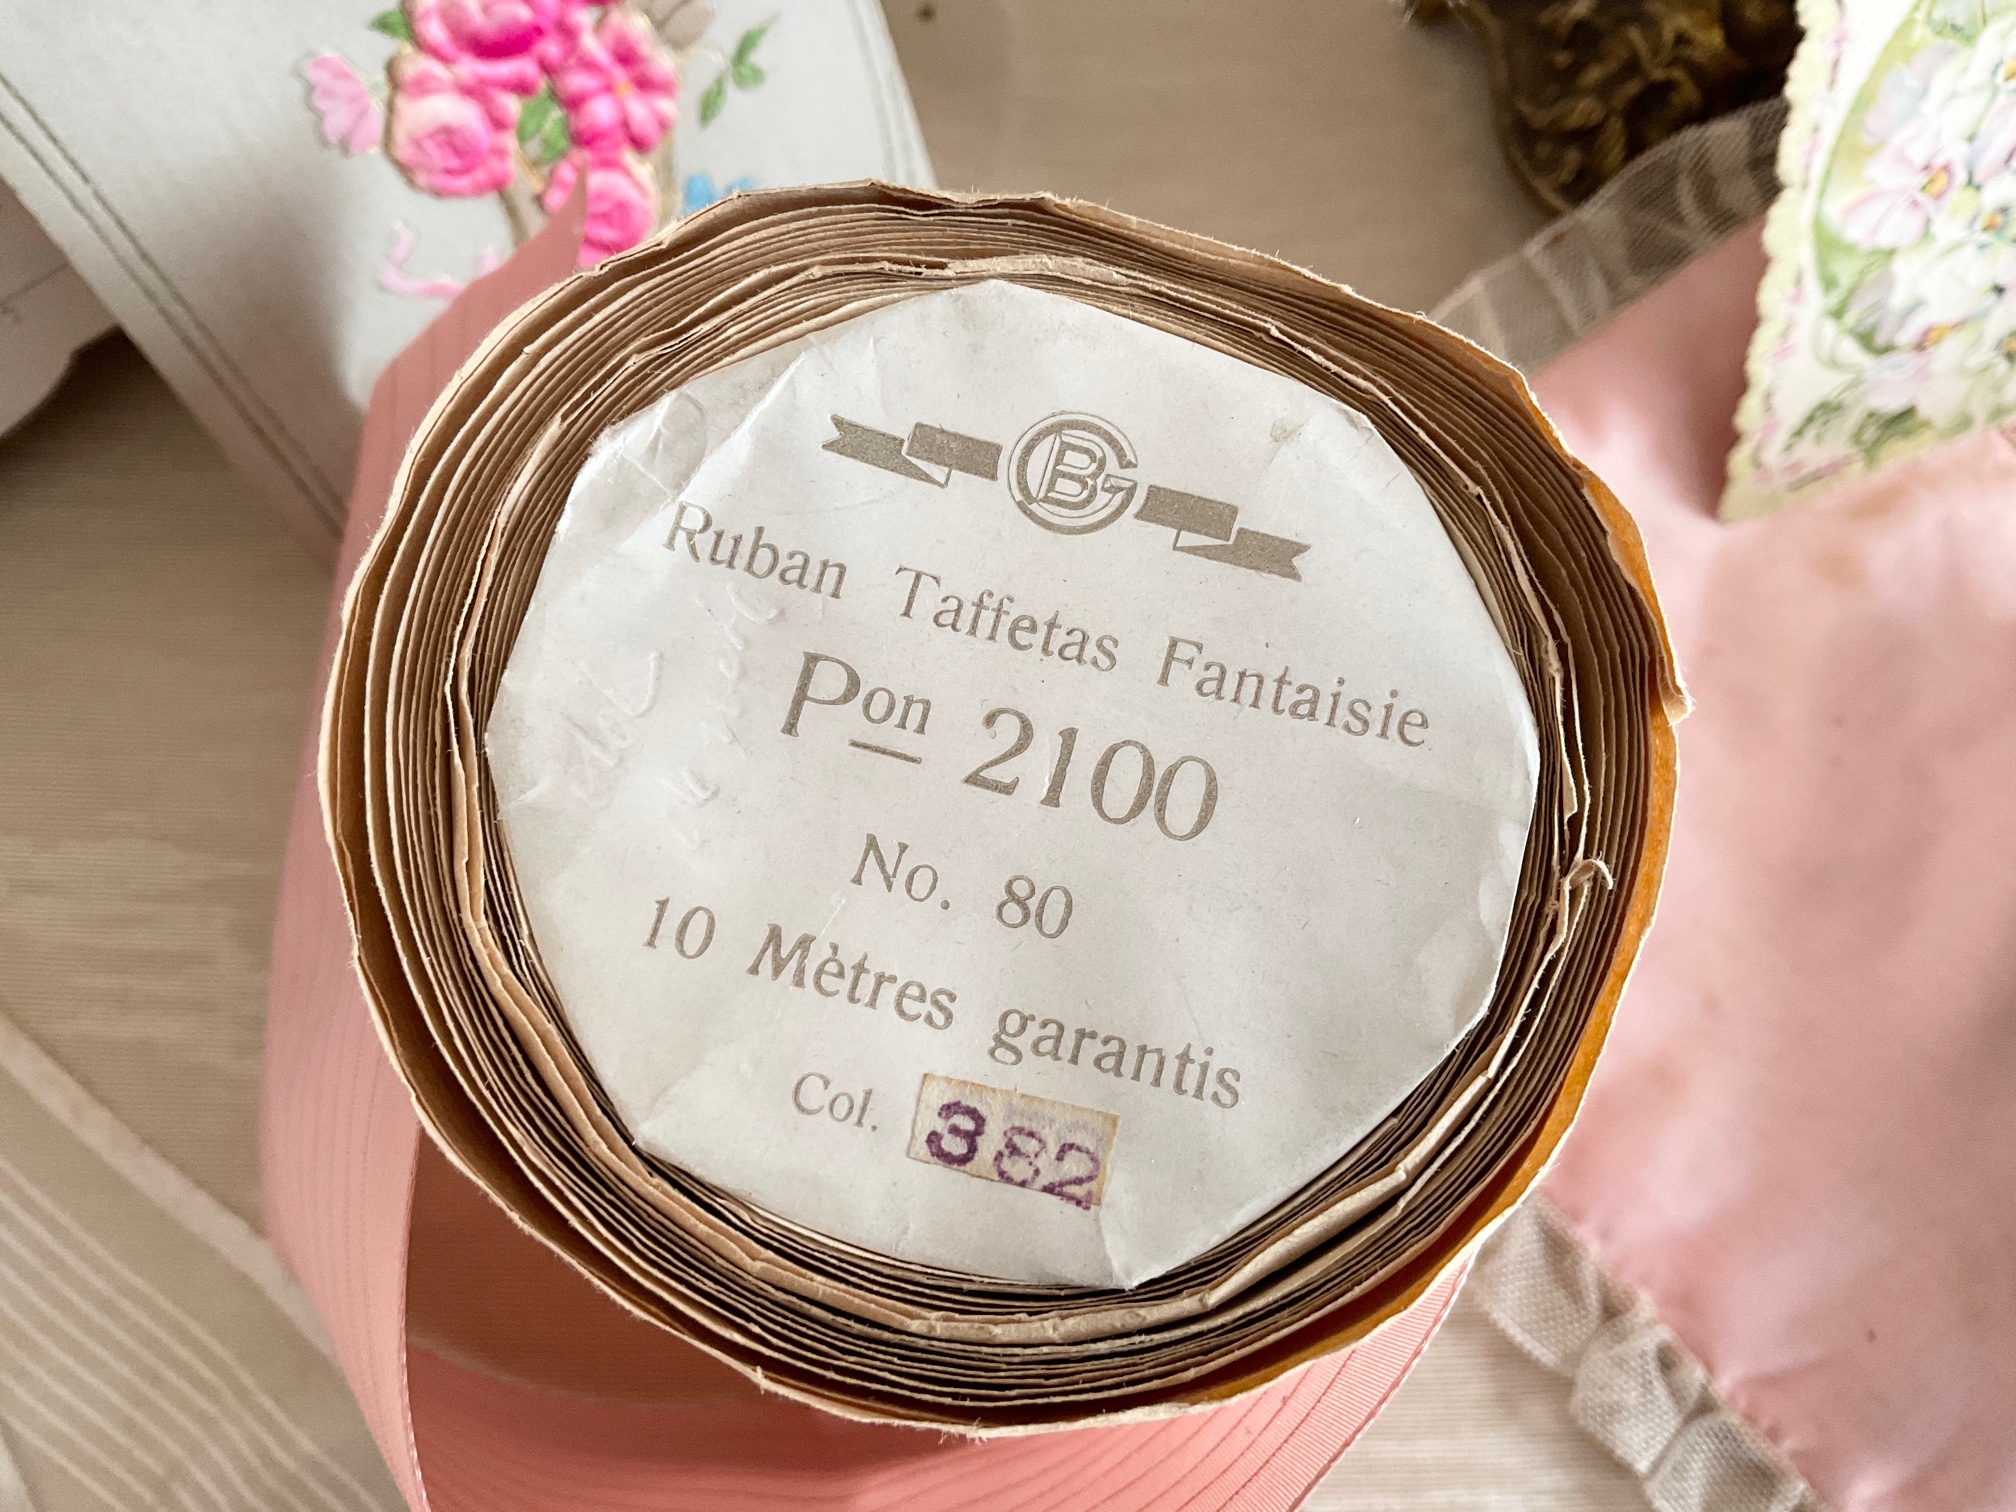 BG
Ruban Taffetas Fantaisie
Pon 2100
No. 80
10 Mètres garantis
Col. 382